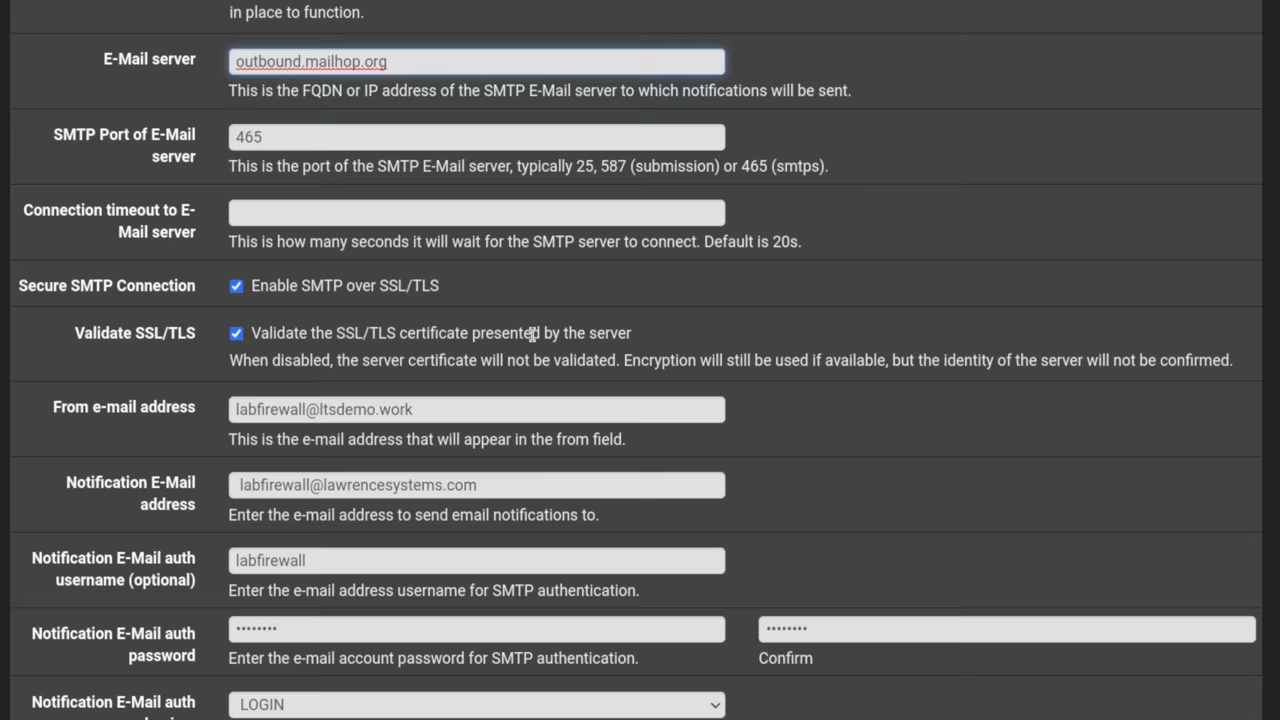 in place to function.
E-Mail server
outbound.mailhop.org
This is the FQDN or IP address of the SMTP E-Mail server to which notifications will be sent.
SMTP Port of E-Mail
server
465
This is the port of the SMTP E-Mail server, typically 25, 587 (submission) or 465 (smtps).
Connection timeout to E-
Mail server
This is how many seconds it will wait for the SMTP server to connect. Default is 20s.
Secure SMTP Connection
Enable SMTP over SSL/TLS
Validate SSL/TLS
Validate the SSL/TLS certificate presented by the server
When disabled, the server certificate will not be validated. Encryption will still be used if available, but the identity of the server will not be confirmed.
From e-mail address
labfirewall@ltsdemo.work
This is the e-mail address that will appear in the from field.
Notification E-Mail
address
labfirewall@lawrencesystems.com
Enter the e-mail address to send email notifications to.
Notification E-Mail auth
username (optional)
labfirewall
Enter the e-mail address username for SMTP authentication.
Notification E-Mail auth
password
••••••••
••••••••
Enter the e-mail account password for SMTP authentication.
Confirm
Notification E-Mail auth
LOGIN